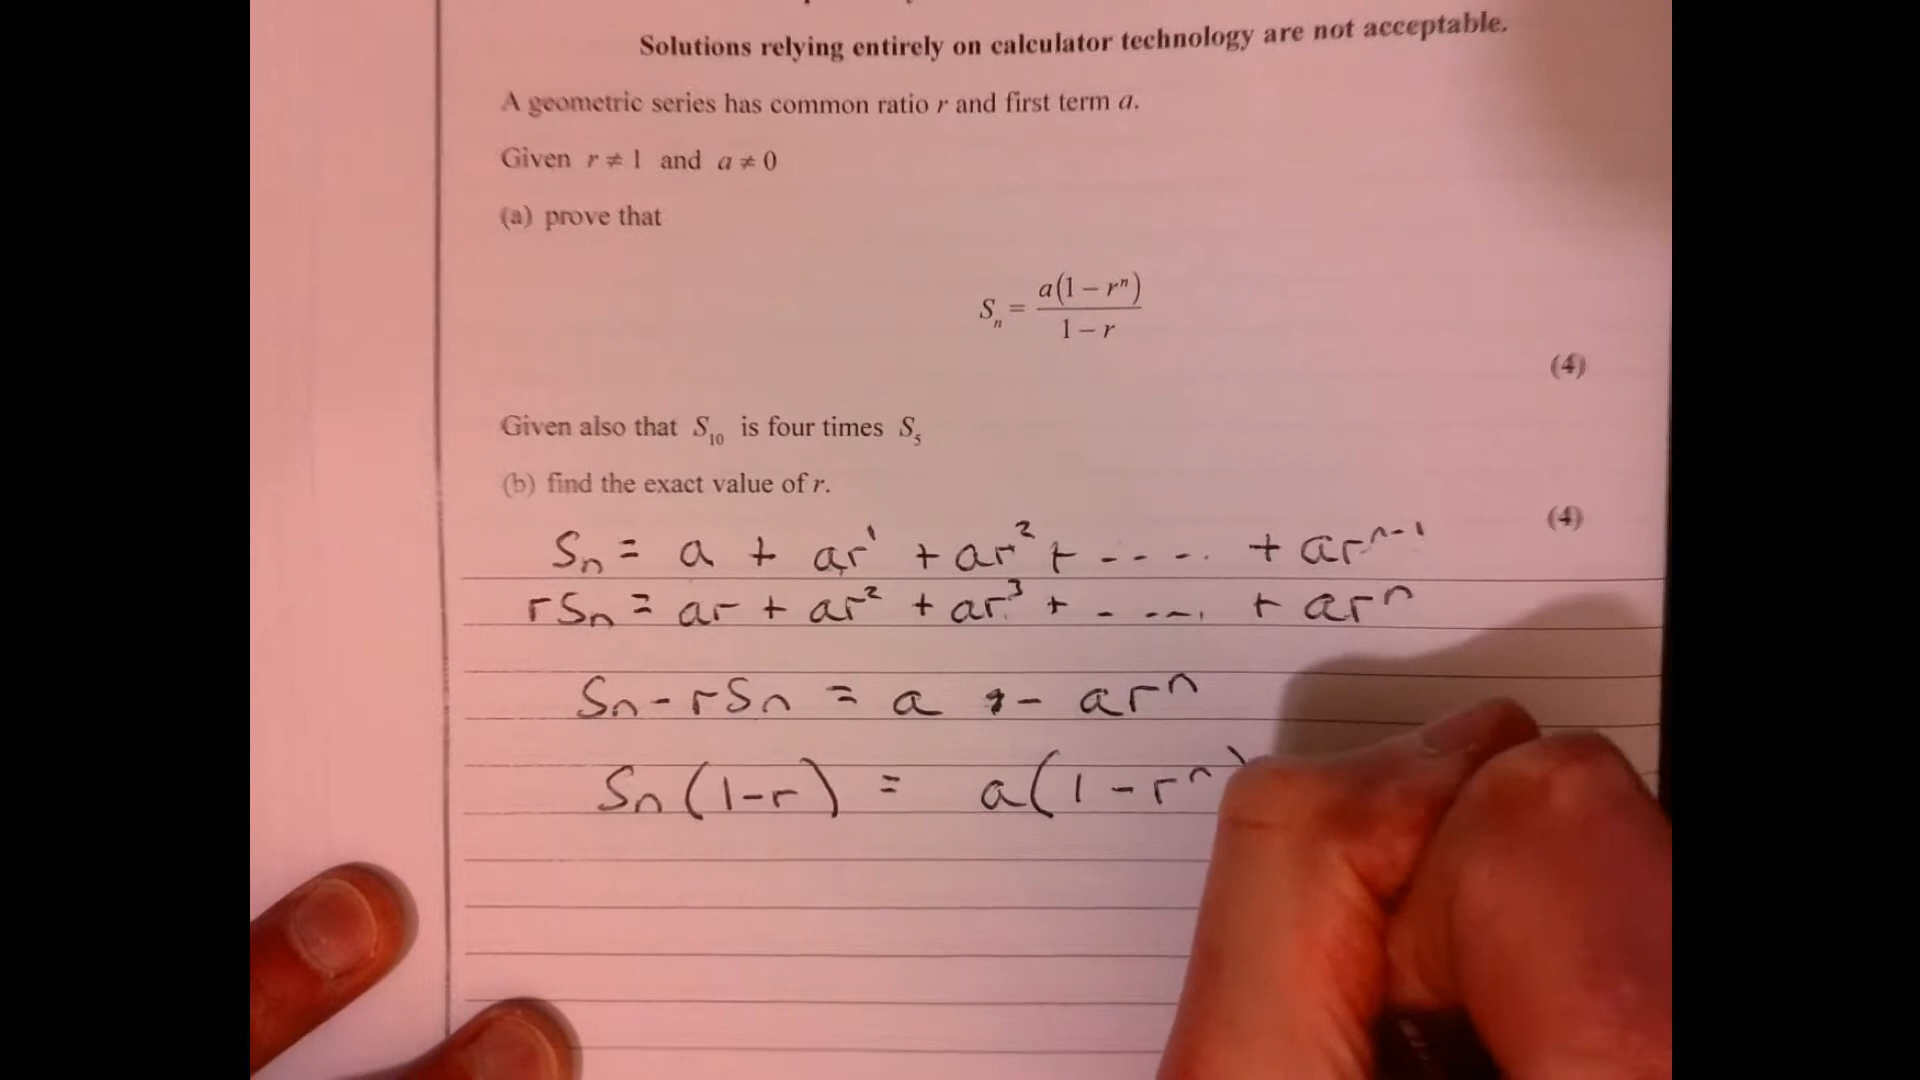 Solutions relying entirely on calculator technology are not acceptable.
A geometric series has common ratio r and first term a.
Given r ≠ 1 and a ≠ 0
(a) prove that
Sₙ = a(1 − rⁿ) / 1 − r
(4)
Given also that S₁₀ is four times S₅
(b) find the exact value of r.
(4)
Sn = a + ar¹ + ar² + ----. + arⁿ⁻¹
rSn = ar + ar² + ar³ + - ---. + arⁿ
Sn - rSn = a - arⁿ
Sn(1-r) = a(1-rⁿ)